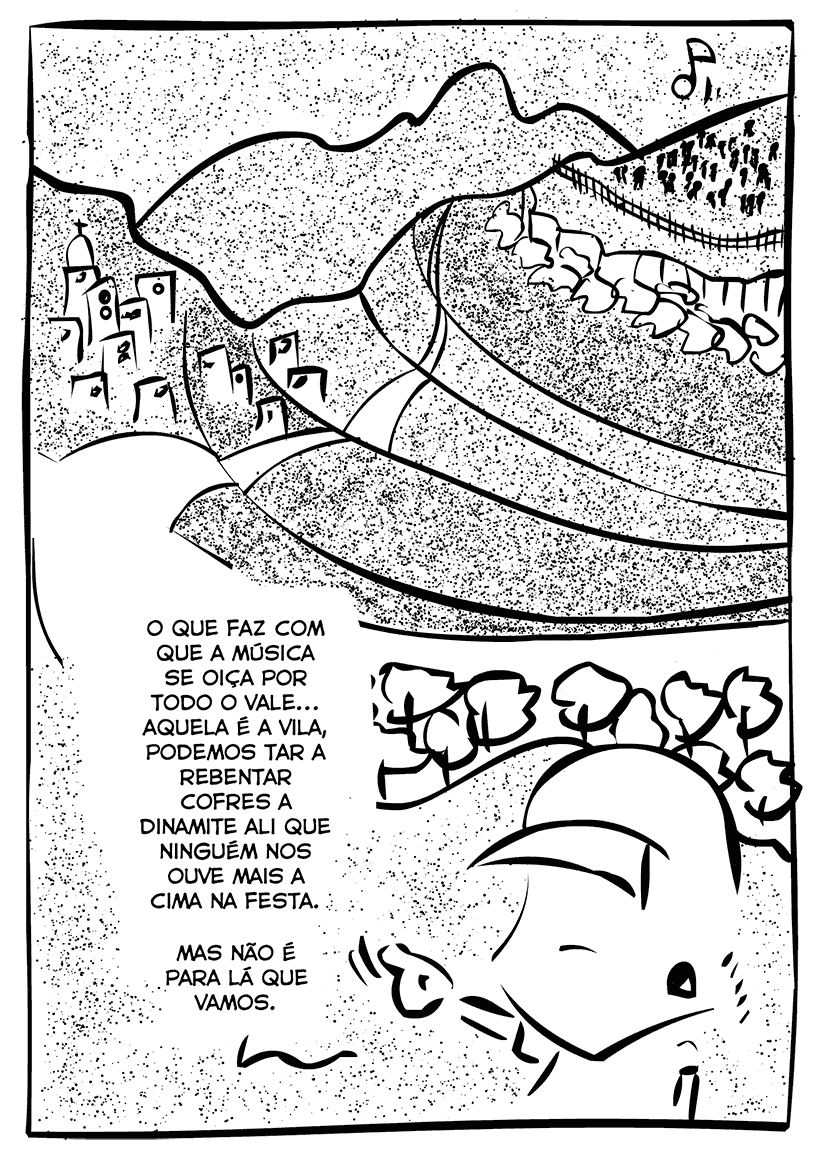 O QUE FAZ COM
QUE A MÚSICA
SE OIÇA POR
TODO O VALE...
AQUELA É A VILA,
PODEMOS TAR A
REBENTAR
COFRES A
DINAMITE ALI QUE
NINGUÉM NOS
OUVE MAIS A
CIMA NA FESTA.
MAS NÃO É
PARA LÁ QUE
VAMOS.